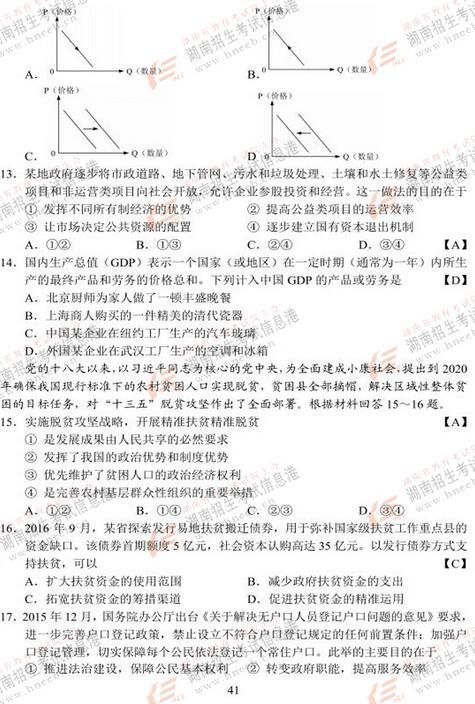 P（价格） P（价格）
A． 0 Q（数量） B． 0 Q（数量）
P（价格） P（价格）
C． 0 Q（数量） D． 0 Q（数量）
13．某地政府逐步将市政道路、地下管网、污水和垃圾处理、土壤和水土修复等公益类
项目和非运营类项目向社会开放，允许企业参股投资和经营。这一做法的目的在于
① 发挥不同所有制经济的优势 ② 提高公益类项目的运营效率
③ 让市场决定公共资源的配置 ④ 逐步建立国有资本退出机制
A．①② B．①③ C．②④ D．③④ 【A】
14．国内生产总值（GDP）表示一个国家（或地区）在一定时期（通常为一年）内所生
产的最终产品和劳务的价格总和。下列计入中国 GDP 的产品或劳务是 【D】
A．北京厨师为家人做了一顿丰盛晚餐
B．上海商人购买的一件精美的清代瓷器
C．中国某企业在纽约工厂生产的汽车玻璃
D．外国某企业在武汉工厂生产的空调和冰箱
党的十八大以来，以习近平同志为核心的党中央，为全面建成小康社会，提出到 2020
年确保我国现行标准下的农村贫困人口实现脱贫，贫困县全部摘帽，解决区域性整体贫
困的目标任务，对“十三五”脱贫攻坚作出了全面部署。根据材料回答 15～16 题。
15．实施脱贫攻坚战略，开展精准扶贫精准脱贫 【A】
① 是发展成果由人民共享的必然要求
② 发挥了我国的政治优势和制度优势
③ 优先维护了贫困人口的政治经济权利
④ 是完善农村基层群众性组织的重要举措
A．①② B．①④ C．②③ D．③④
16．2016 年 9 月，某省探索发行易地扶贫搬迁债券，用于弥补国家级扶贫工作重点县的
资金缺口。该债券首期额度 5 亿元，社会资本认购高达 35 亿元。以发行债券方式支
持扶贫，可以 【C】
A．扩大扶贫资金的使用范围 B．减少政府扶贫资金的支出
C．拓宽扶贫资金的筹措渠道 D．促进扶贫资金的精准运用
17．2015 年 12 月，国务院办公厅出台《关于解决无户口人员登记户口问题的意见》要求，
进一步完善户口登记政策，禁止设立不符合户口登记规定的任何前置条件；加强户
口登记管理，切实保障每个公民依法登记一个常住户口。此举的主要目的在于
① 推进法治建设，保障公民基本权利 ② 转变政府职能，提高服务效率
41